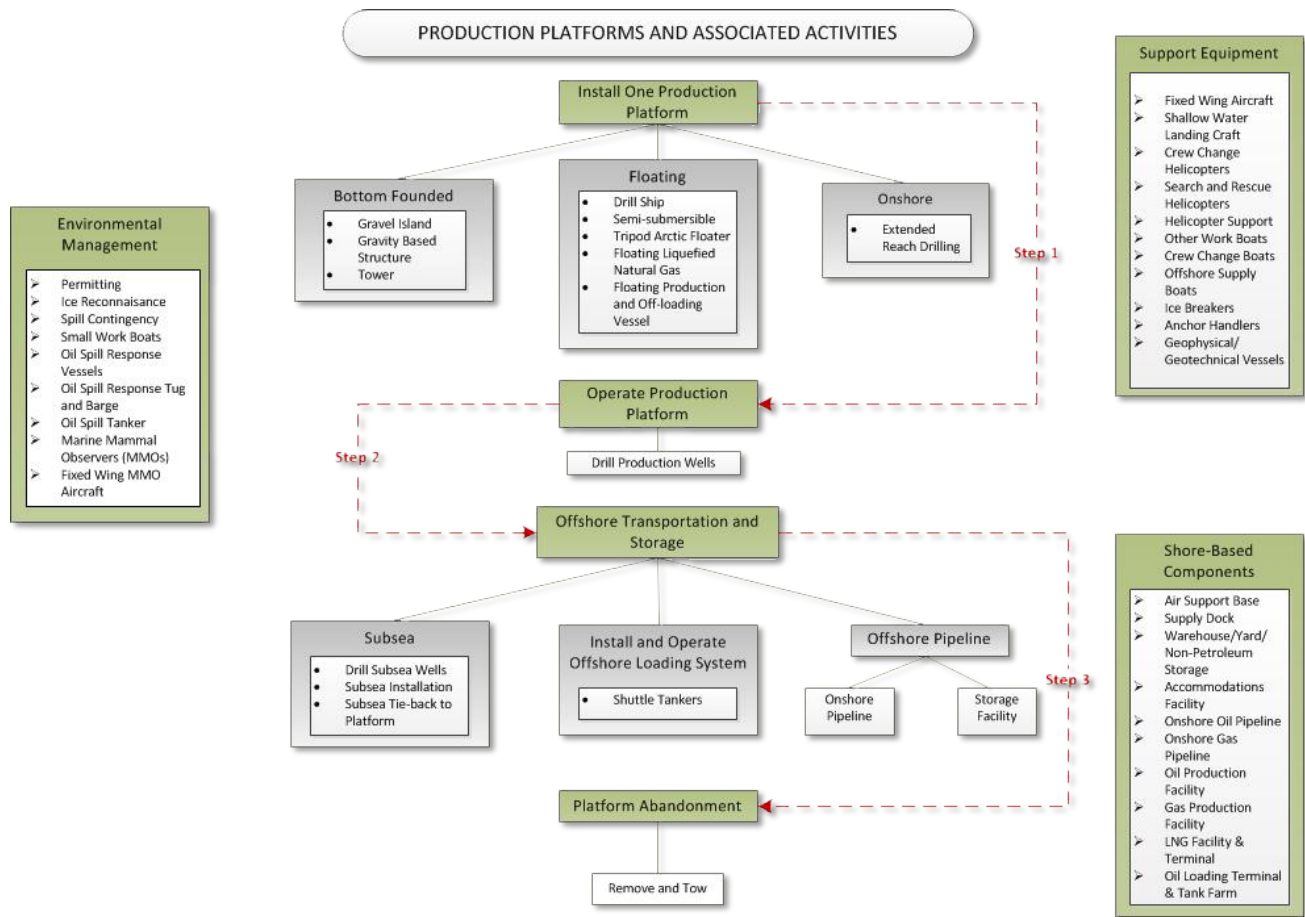 PRODUCTION PLATFORMS AND ASSOCIATED ACTIVITIES
Install One Production
Platform
Bottom Founded
Gravel Island
Gravity Based
Structure
Tower
Floating
Drill Ship
Semi-submersible
Tripod Arctic Floater
Floating Liquefied
Natural Gas
Floating Production
and Off-loading
Vessel
Onshore
Extended
Reach Drilling
Step 1
Operate Production
Platform
Drill Production Wells
Step 2
Offshore Transportation and
Storage
Subsea
Drill Subsea Wells
Subsea Installation
Subsea Tie-back to
Platform
Install and Operate
Offshore Loading System
Shuttle Tankers
Offshore Pipeline
Onshore
Pipeline
Storage
Facility
Step 3
Platform Abandonment
Remove and Tow
Environmental
Management
Permitting
Ice Reconnaisance
Spill Contingency
Small Work Boats
Oil Spill Response
Vessels
Oil Spill Response Tug
and Barge
Oil Spill Tanker
Marine Mammal
Observers (MMOs)
Fixed Wing MMO
Aircraft
Support Equipment
Fixed Wing Aircraft
Shallow Water
Landing Craft
Crew Change
Helicopters
Search and Rescue
Helicopters
Helicopter Support
Other Work Boats
Crew Change Boats
Offshore Supply
Boats
Ice Breakers
Anchor Handlers
Geophysical/
Geotechnical Vessels
Shore-Based
Components
Air Support Base
Supply Dock
Warehouse/Yard/
Non-Petroleum
Storage
Accommodations
Facility
Onshore Oil Pipeline
Onshore Gas
Pipeline
Oil Production
Facility
Gas Production
Facility
LNG Facility &
Terminal
Oil Loading Terminal
& Tank Farm